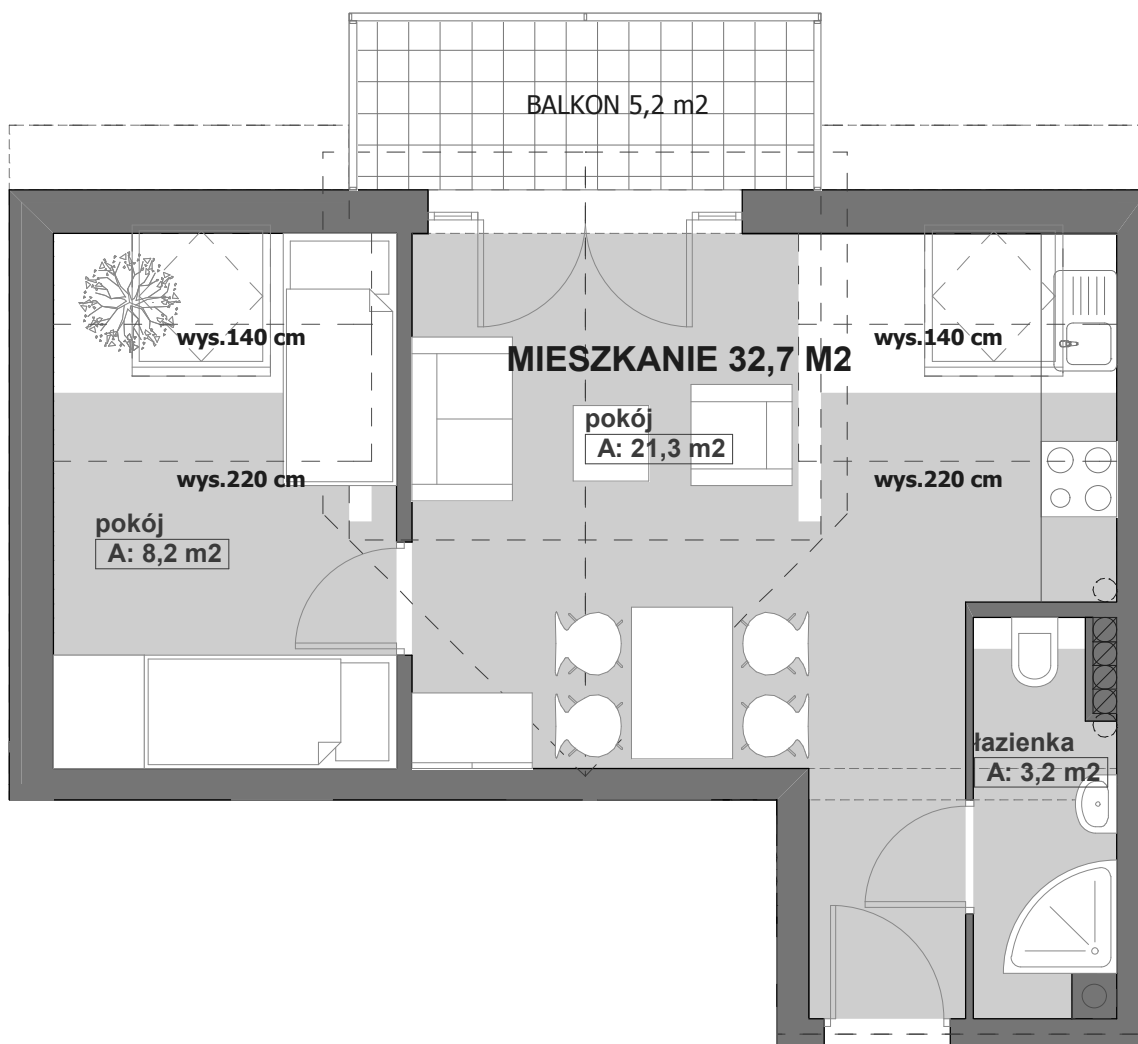 BALKON 5,2 m2
wys.140 cm
wys.140 cm
MIESZKANIE 32,7 M2
pokój
A: 21,3 m2
wys.220 cm
wys.220 cm
pokój
A: 8,2 m2
łazienka
A: 3,2 m2